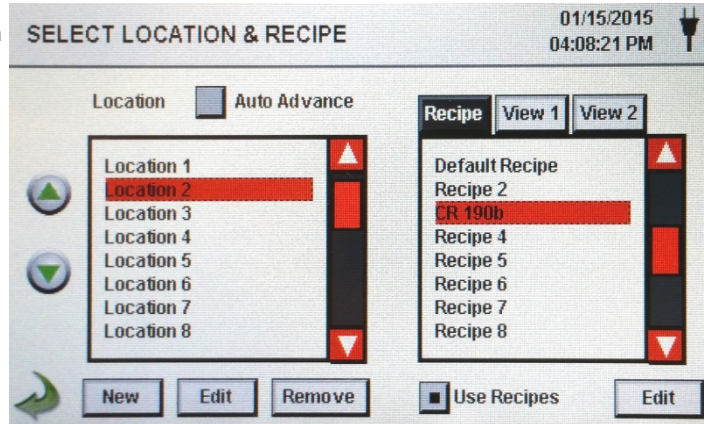 SELECT LOCATION & RECIPE
01/15/2015
04:08:21 PM
Location
Auto Advance
Location 1
Location 2
Location 3
Location 4
Location 5
Location 6
Location 7
Location 8
Recipe
View 1
View 2
Default Recipe
Recipe 2
CR 190b
Recipe 4
Recipe 5
Recipe 6
Recipe 7
Recipe 8
New
Edit
Remove
Use Recipes
Edit